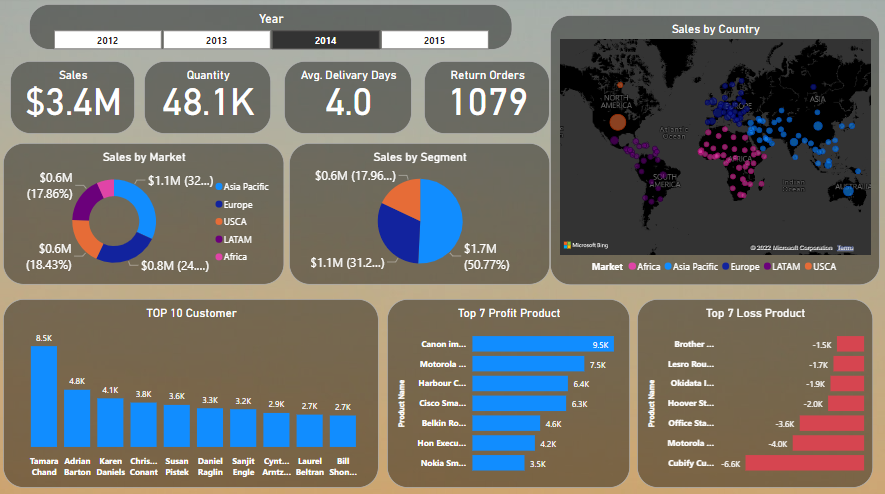 Year
2012 2013 2014 2015
Sales
$3.4M
Quantity
48.1K
Avg. Delivary Days
4.0
Return Orders
1079
Sales by Country
NORTH
AMERICA
EUROPE
ASIA
Atlantic
Ocean
AFRICA
SOUTH
AMERICA
Indian
Ocean
AUSTRALIA
Microsoft Bing
© 2022 Microsoft Corporation Terms
Market Africa Asia Pacific Europe LATAM USCA
Sales by Market
$0.6M
(17.86%)
$1.1M (32...)
$0.6M
(18.43%)
$0.8M (24....)
Asia Pacific
Europe
USCA
LATAM
Africa
Sales by Segment
$0.6M (17.96...)
$1.1M (31.2...)
$1.7M
(50.77%)
TOP 10 Customer
8.5K
4.8K
4.1K
3.8K
3.6K
3.3K
3.2K
2.9K
2.7K
2.7K
Tamara
Chand
Adrian
Barton
Karen
Daniels
Chris...
Conant
Susan
Pistek
Daniel
Raglin
Sanjit
Engle
Cynt...
Arntz...
Laurel
Beltran
Bill
Shon...
Top 7 Profit Product
Product Name
Canon im... 9.5K
Motorola ... 7.5K
Harbour C... 6.4K
Cisco Sma... 6.3K
Belkin Ro... 4.6K
Hon Execu... 4.2K
Nokia Sm... 3.5K
Top 7 Loss Product
Product Name
Brother ... -1.5K
Lesro Rou... -1.7K
Okidata I... -1.9K
Hoover St... -2.0K
Office Sta... -3.6K
Motorola ... -4.0K
Cubify Cu... -6.6K